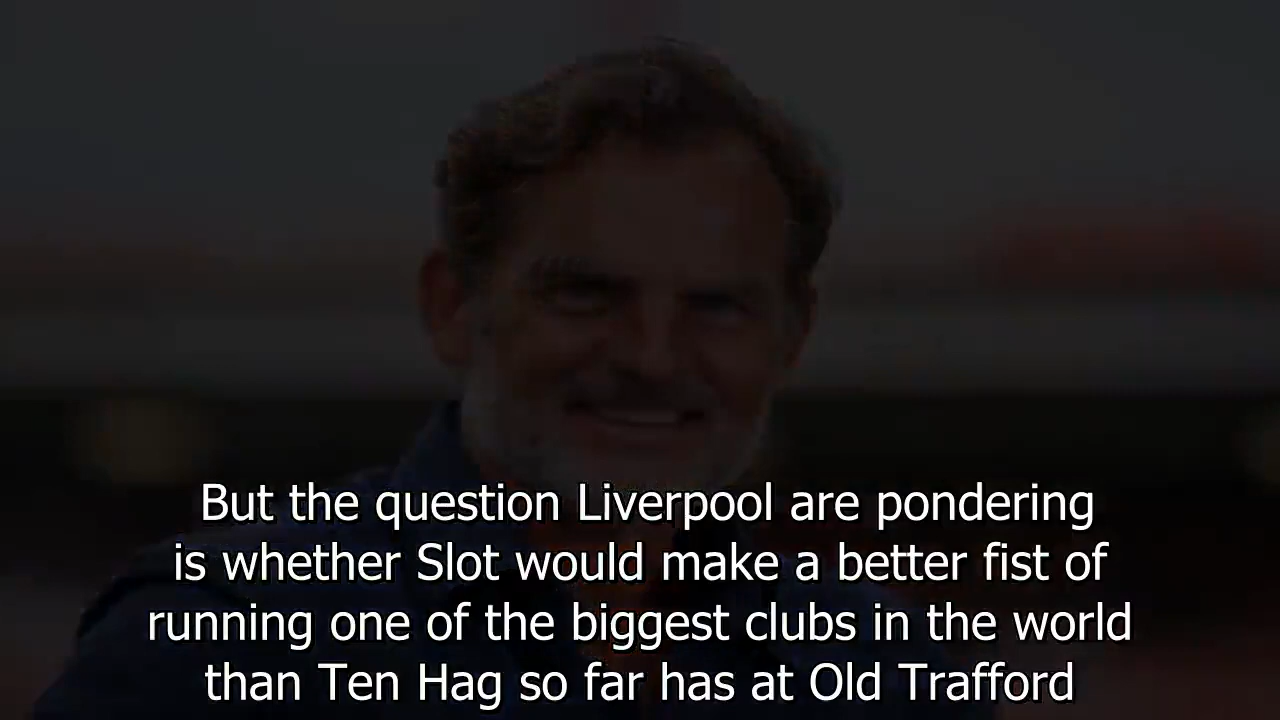 But the question Liverpool are pondering
is whether Slot would make a better fist of
running one of the biggest clubs in the world
than Ten Hag so far has at Old Trafford